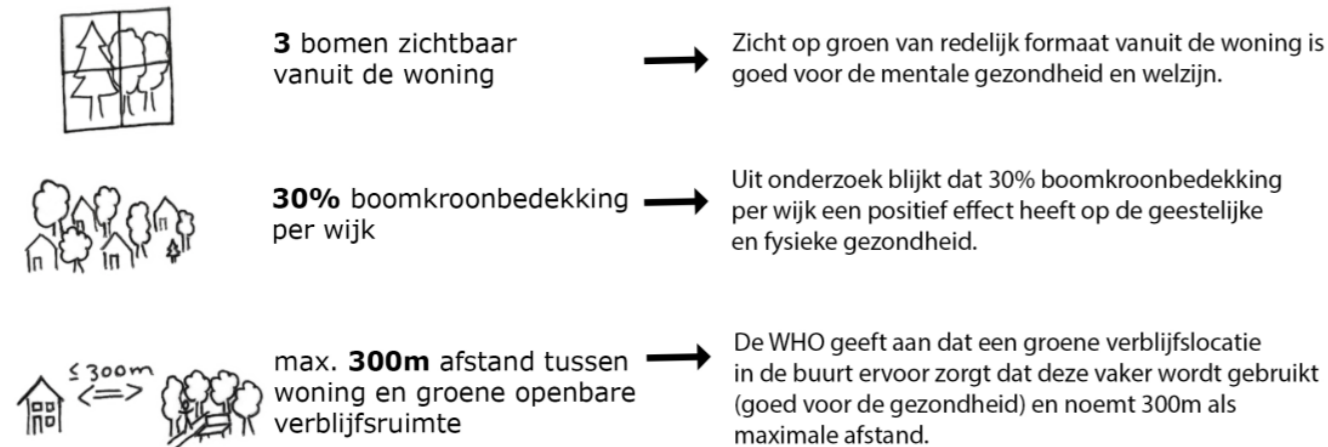 3 bomen zichtbaar
vanuit de woning
Zicht op groen van redelijk formaat vanuit de woning is
goed voor de mentale gezondheid en welzijn.
30% boomkroonbedekking
per wijk
Uit onderzoek blijkt dat 30% boomkroonbedekking
per wijk een positief effect heeft op de geestelijke
en fysieke gezondheid.
≤300m
max. 300m afstand tussen
woning en groene openbare
verblijfsruimte
De WHO geeft aan dat een groene verblijfslocatie
in de buurt ervoor zorgt dat deze vaker wordt gebruikt
(goed voor de gezondheid) en noemt 300m als
maximale afstand.